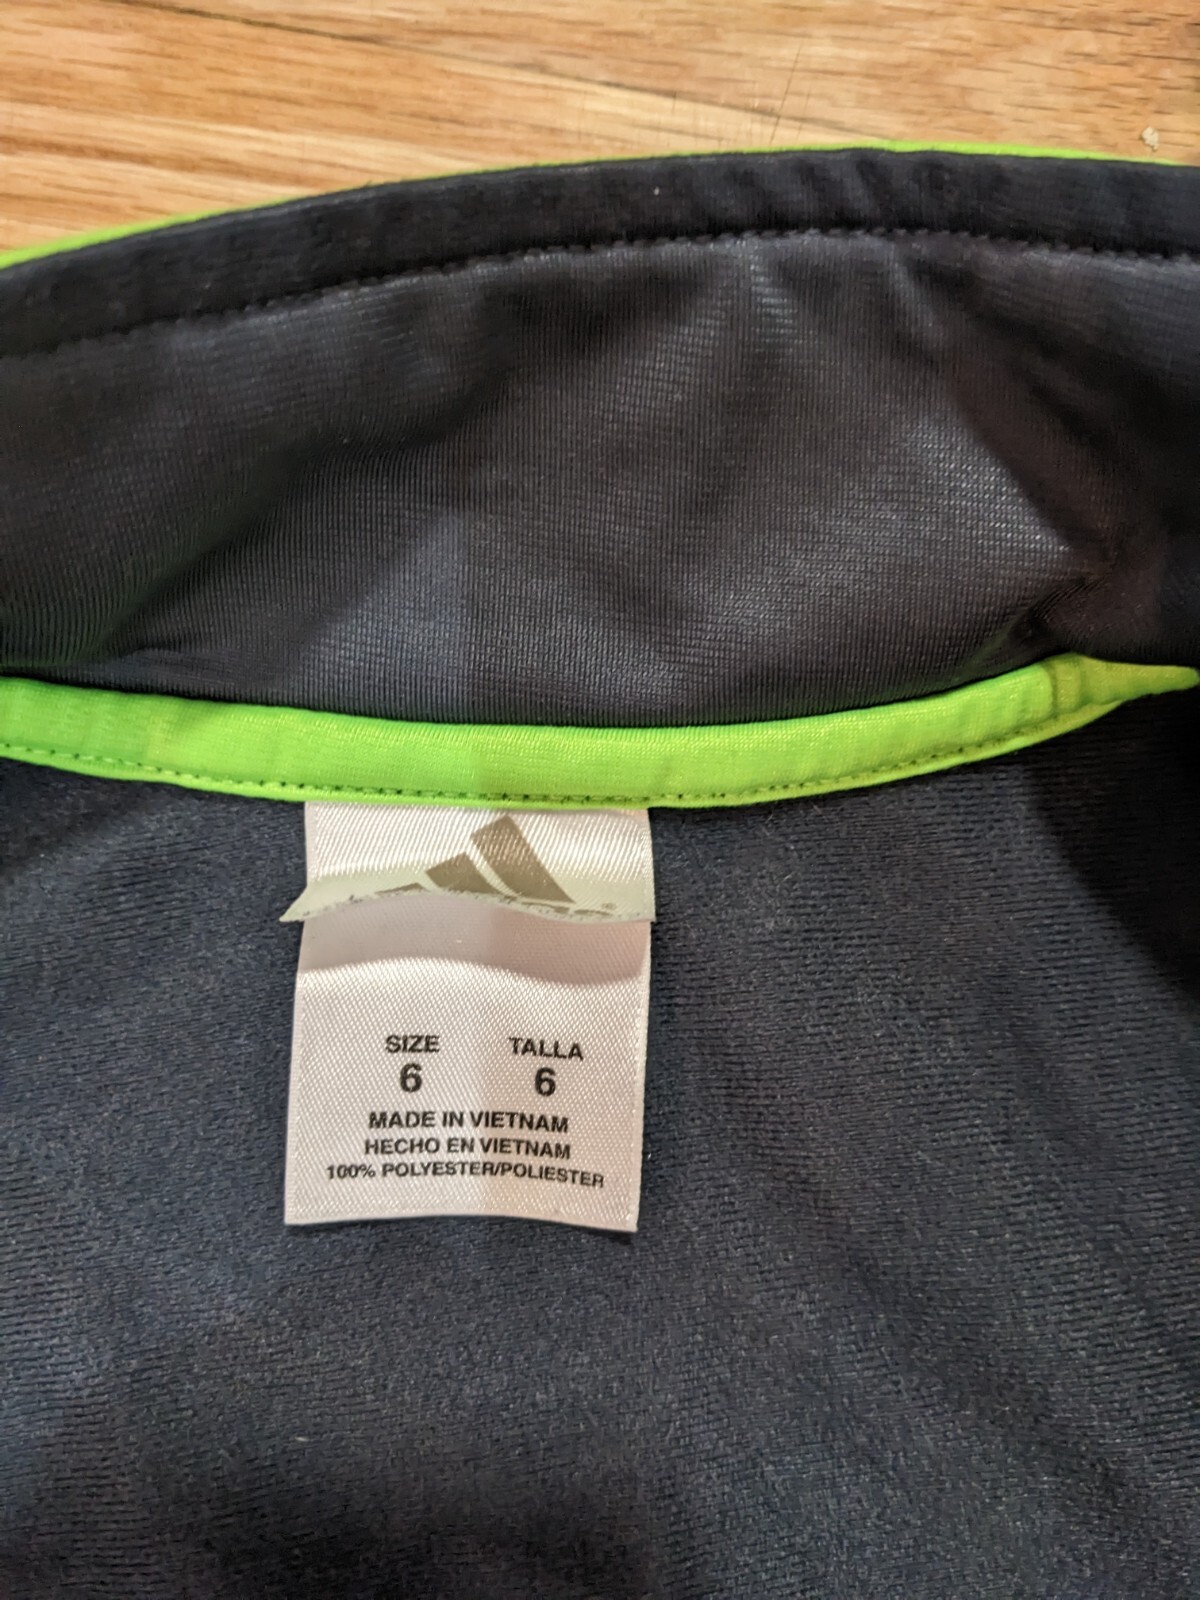 SIZE TALLA
6 6
MADE IN VIETNAM
HECHO EN VIETNAM
100% POLYESTER/POLIESTER